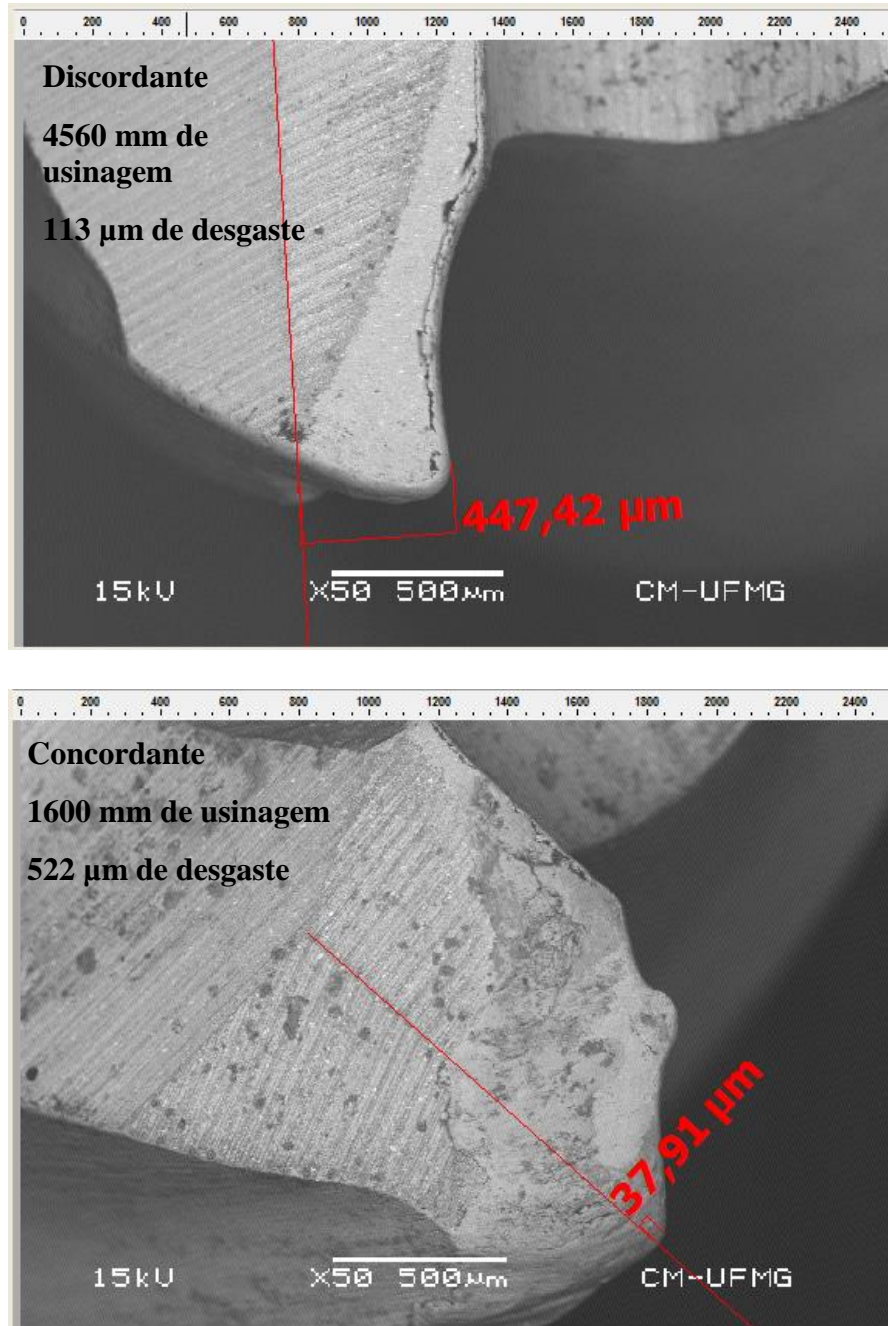 0 200 400 600 800 1000 1200 1400 1600 1800 2000 2200 2400
Discordante
4560 mm de
usinagem
113 µm de desgaste
447,42 µm
15kV X50 500µm CM-UFMG
0 200 400 600 800 1000 1200 1400 1600 1800 2000 2200 2400
Concordante
1600 mm de usinagem
522 µm de desgaste
37,91 µm
15kV X50 500µm CM-UFMG